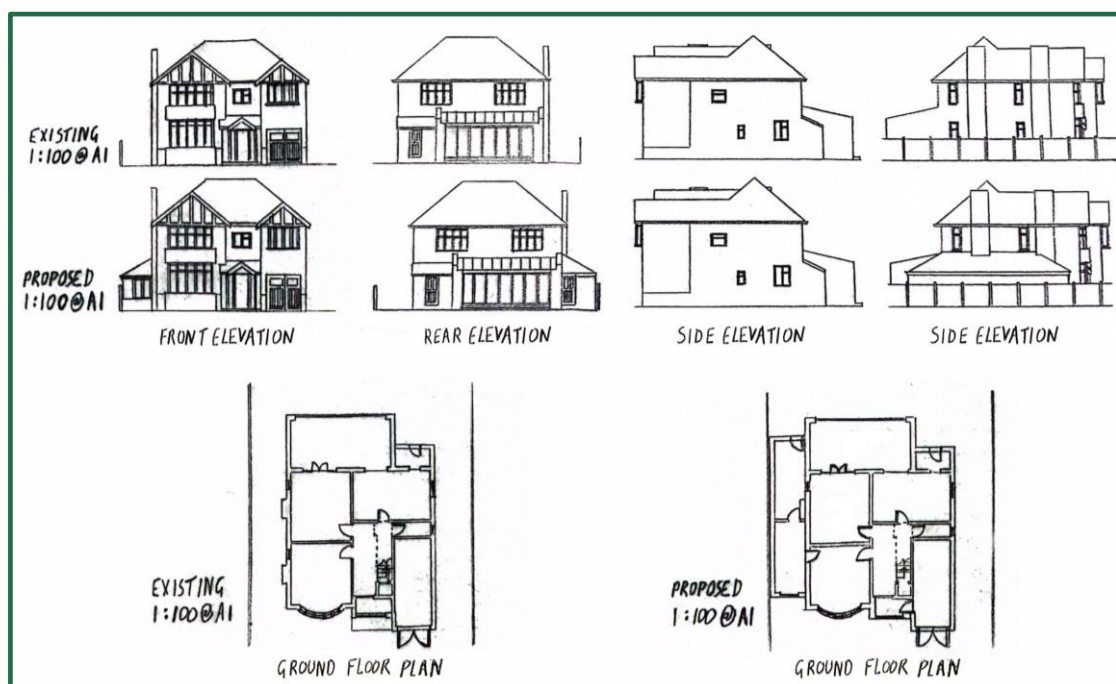 EXISTING
1:100@A1
PROPOSED
1:100@A1
FRONT ELEVATION
REAR ELEVATION
SIDE ELEVATION
SIDE ELEVATION
EXISTING
1:100@A1
GROUND FLOOR PLAN
PROPOSED
1:100@A1
GROUND FLOOR PLAN